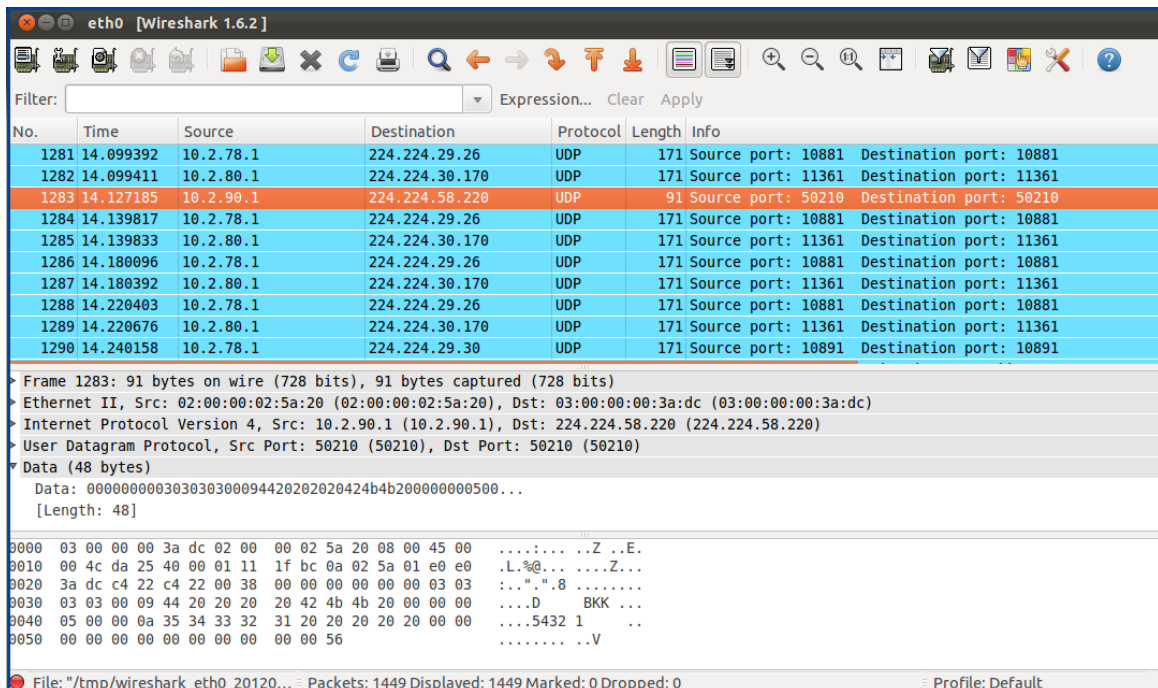 eth0 [Wireshark 1.6.2 ]
Filter: Expression... Clear Apply
No. Time Source Destination Protocol Length Info
1281 14.099392 10.2.78.1 224.224.29.26 UDP 171 Source port: 10881 Destination port: 10881
1282 14.099411 10.2.80.1 224.224.30.170 UDP 171 Source port: 11361 Destination port: 11361
1283 14.127185 10.2.90.1 224.224.58.220 UDP 91 Source port: 50210 Destination port: 50210
1284 14.139817 10.2.78.1 224.224.29.26 UDP 171 Source port: 10881 Destination port: 10881
1285 14.139833 10.2.80.1 224.224.30.170 UDP 171 Source port: 11361 Destination port: 11361
1286 14.180096 10.2.78.1 224.224.29.26 UDP 171 Source port: 10881 Destination port: 10881
1287 14.180392 10.2.80.1 224.224.30.170 UDP 171 Source port: 11361 Destination port: 11361
1288 14.220403 10.2.78.1 224.224.29.26 UDP 171 Source port: 10881 Destination port: 10881
1289 14.220676 10.2.80.1 224.224.30.170 UDP 171 Source port: 11361 Destination port: 11361
1290 14.240158 10.2.78.1 224.224.29.30 UDP 171 Source port: 10891 Destination port: 10891
Frame 1283: 91 bytes on wire (728 bits), 91 bytes captured (728 bits)
Ethernet II, Src: 02:00:00:02:5a:20 (02:00:00:02:5a:20), Dst: 03:00:00:00:3a:dc (03:00:00:00:3a:dc)
Internet Protocol Version 4, Src: 10.2.90.1 (10.2.90.1), Dst: 224.224.58.220 (224.224.58.220)
User Datagram Protocol, Src Port: 50210 (50210), Dst Port: 50210 (50210)
Data (48 bytes)
Data: 000000000303030300094420202020424b4b200000000500...
[Length: 48]
0000 03 00 00 00 3a dc 02 00 00 02 5a 20 08 00 45 00 ....:... ..Z ..E.
0010 00 4c da 25 40 00 01 11 1f bc 0a 02 5a 01 e0 e0 .L.%@... ....Z...
0020 3a dc c4 22 c4 22 00 38 00 00 00 00 00 00 03 03 :..".".8 ........
0030 03 03 00 09 44 20 20 20 20 42 4b 4b 20 00 00 00 ....D BKK ...
0040 05 00 00 0a 35 34 33 32 31 20 20 20 20 20 00 00 ....5432 1 ..
0050 00 00 00 00 00 00 00 00 00 00 56 ........ ..V
File: "/tmp/wireshark_eth0_20120... Packets: 1449 Displayed: 1449 Marked: 0 Dropped: 0 Profile: Default